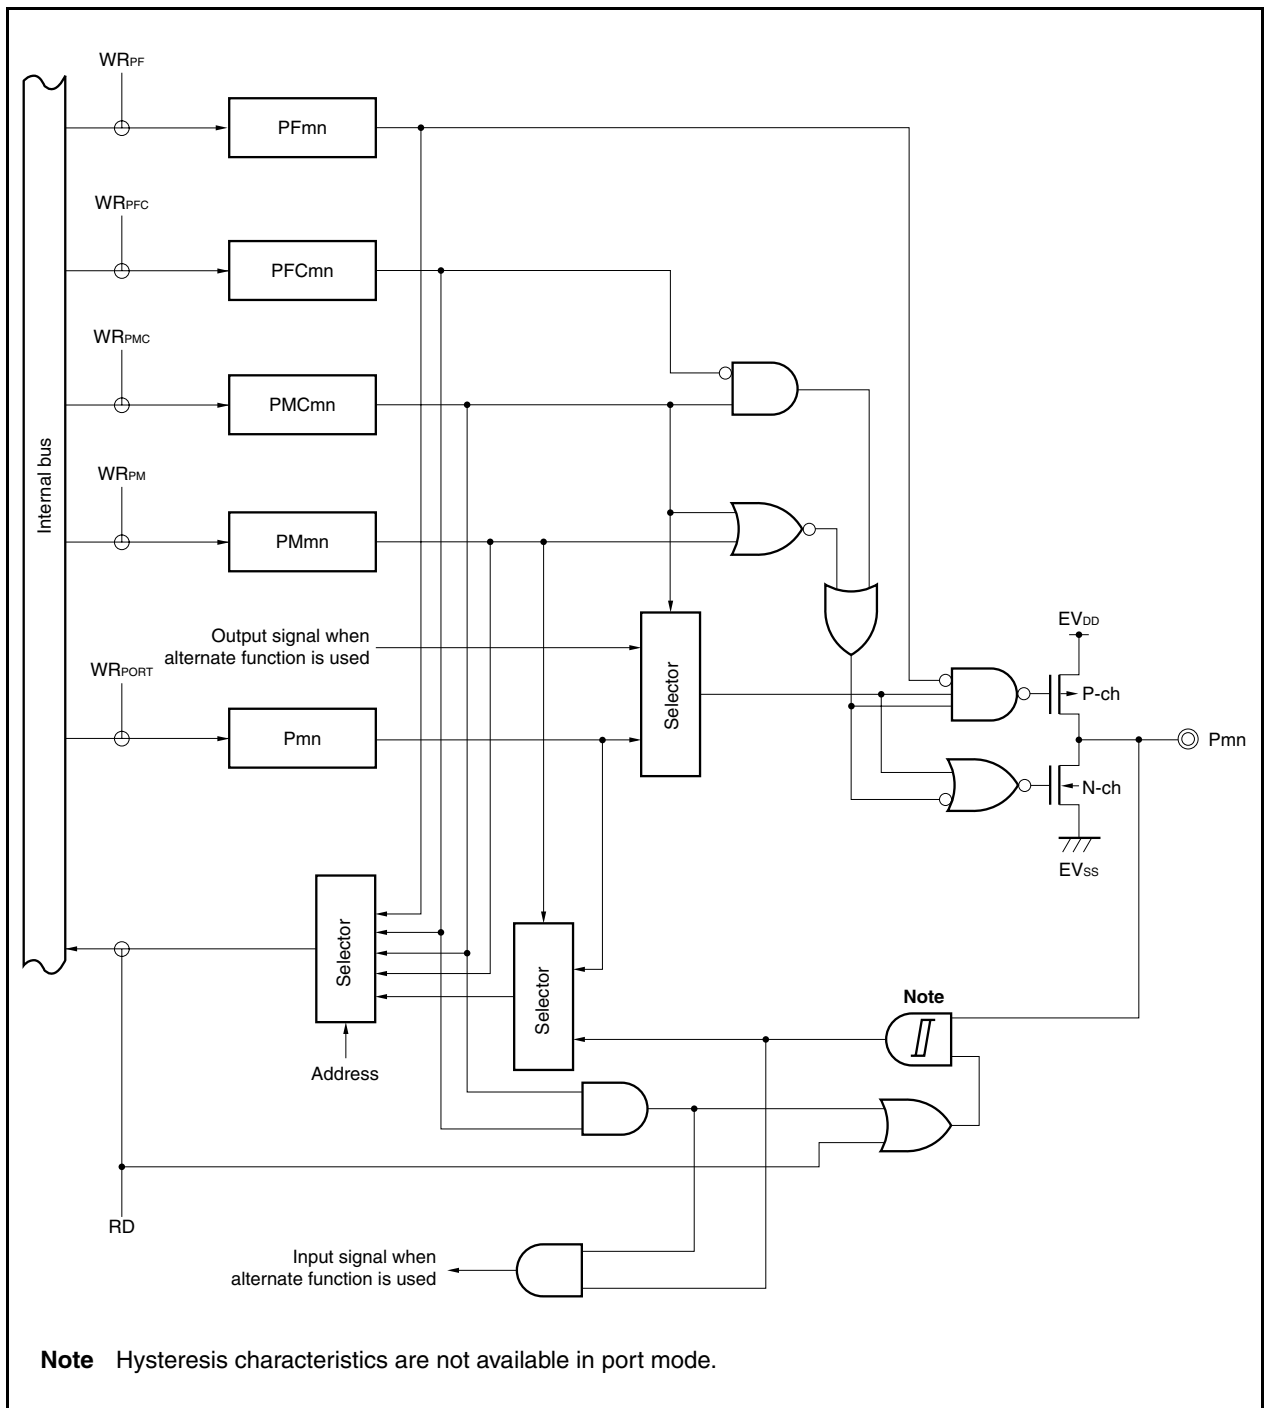 WRPF
PFmn
WRPFC
PFCmn
WRPMC
PMCmn
WRPM
PMmn
Internal bus
Output signal when
alternate function is used
WRPORT
Pmn
Selector
EVDD
P-ch
Pmn
N-ch
EVSS
Selector
Selector
Note
Address
RD
Input signal when
alternate function is used
Note Hysteresis characteristics are not available in port mode.